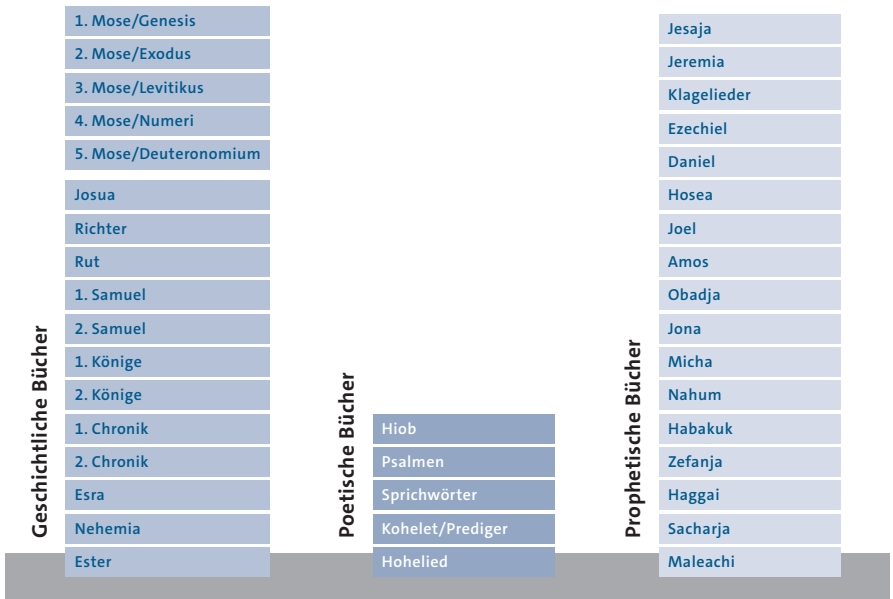 Geschichtliche Bücher
1. Mose/Genesis
2. Mose/Exodus
3. Mose/Levitikus
4. Mose/Numeri
5. Mose/Deuteronomium
Josua
Richter
Rut
1. Samuel
2. Samuel
1. Könige
2. Könige
1. Chronik
2. Chronik
Esra
Nehemia
Ester
Poetische Bücher
Hiob
Psalmen
Sprichwörter
Kohelet/Prediger
Hohelied
Prophetische Bücher
Jesaja
Jeremia
Klagelieder
Ezechiel
Daniel
Hosea
Joel
Amos
Obadja
Jona
Micha
Nahum
Habakuk
Zefanja
Haggai
Sacharja
Maleachi